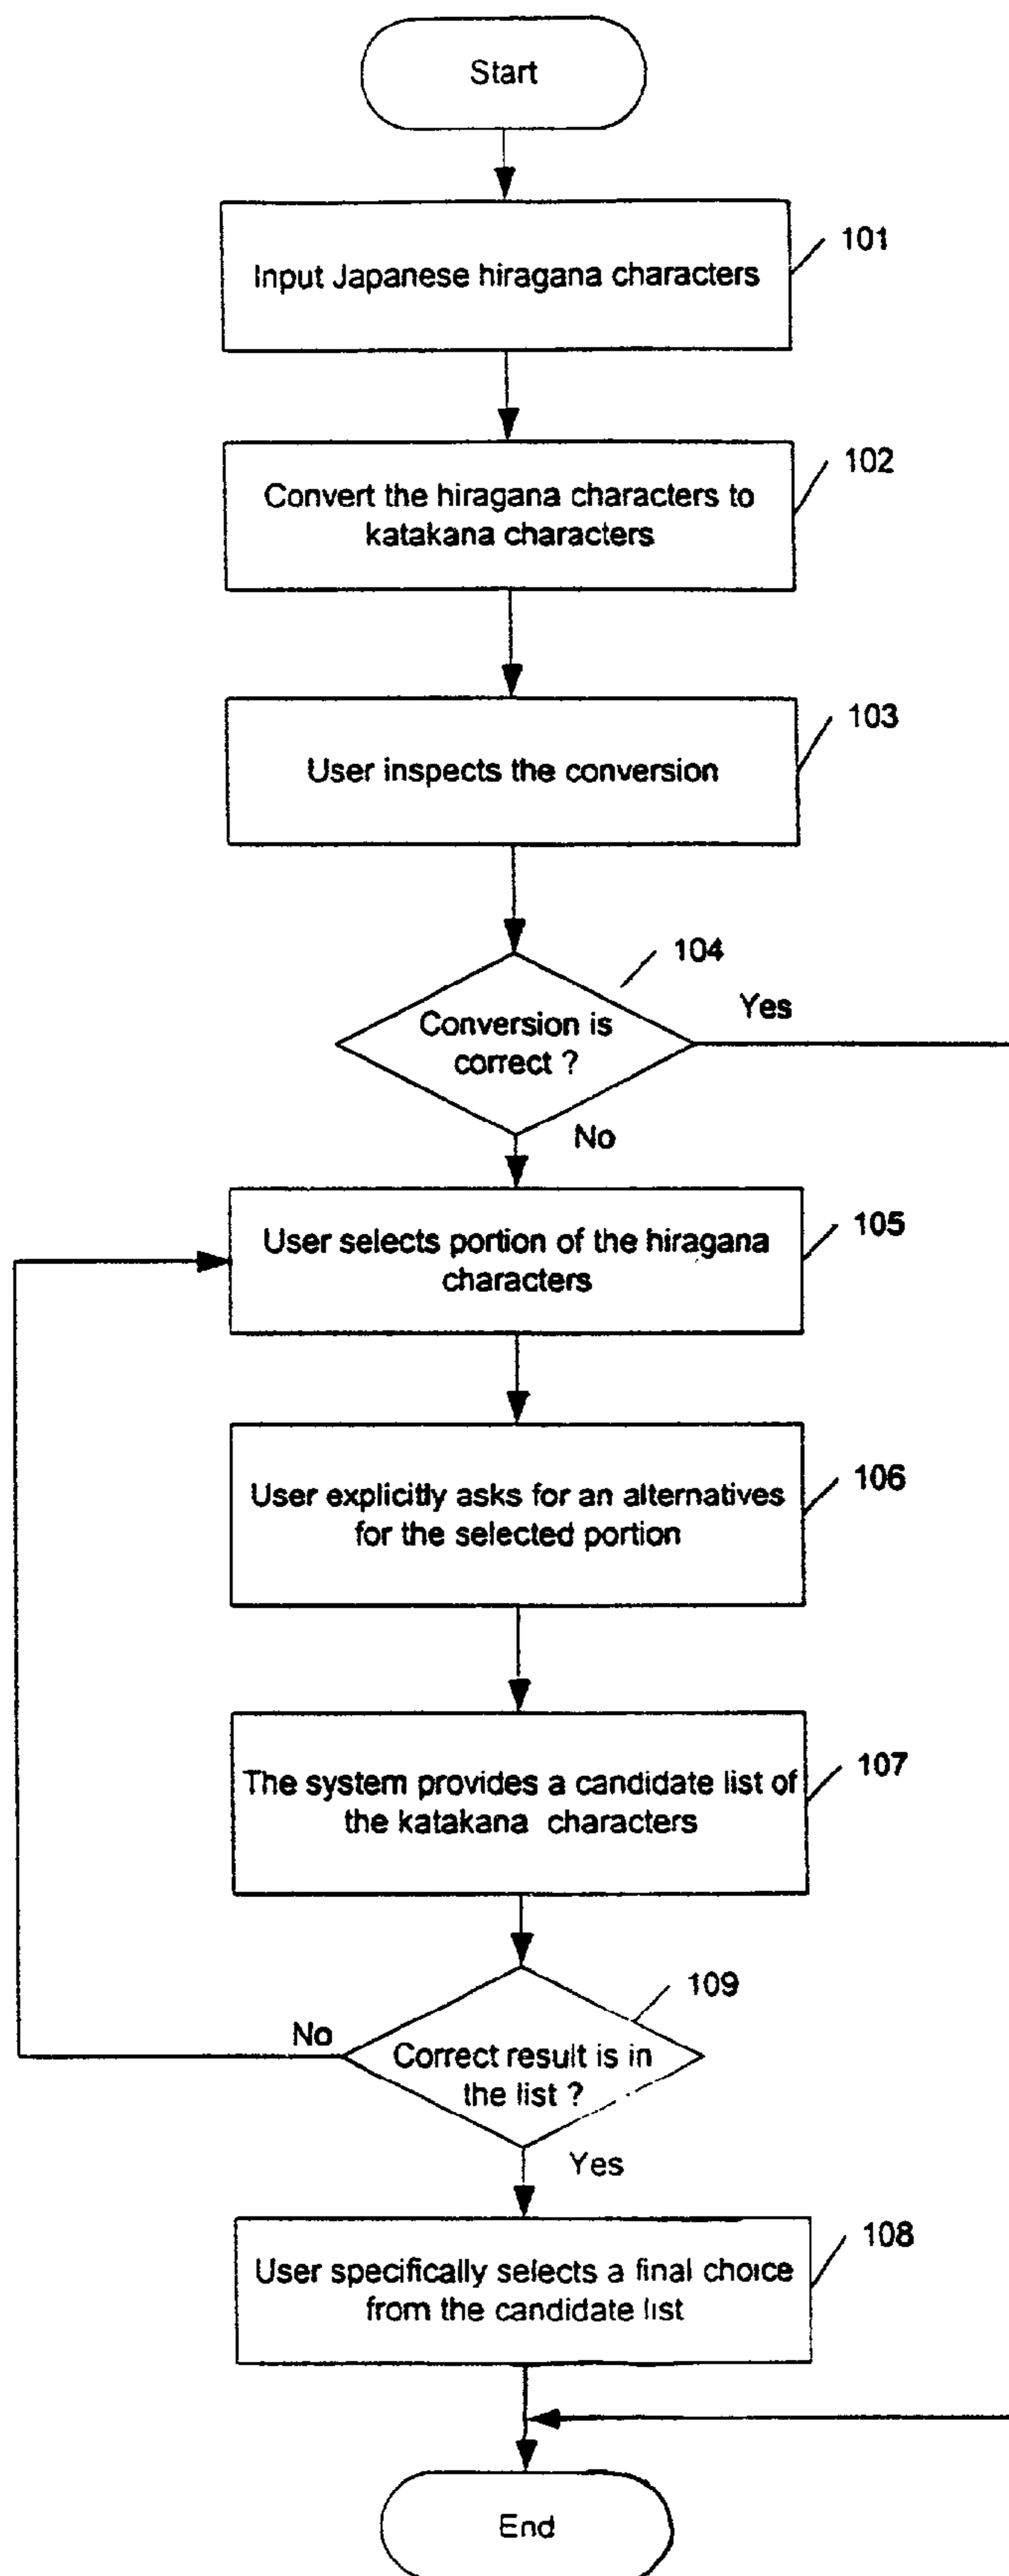 Start
101
Input Japanese hiragana characters
102
Convert the hiragana characters to
katakana characters
103
User inspects the conversion
104
Yes
Conversion is
correct ?
No
105
User selects portion of the hiragana
characters
106
User explicitly asks for an alternatives
for the selected portion
107
The system provides a candidate list of
the katakana characters
109
No
Correct result is in
the list ?
Yes
108
User specifically selects a final choice
from the candidate list
End